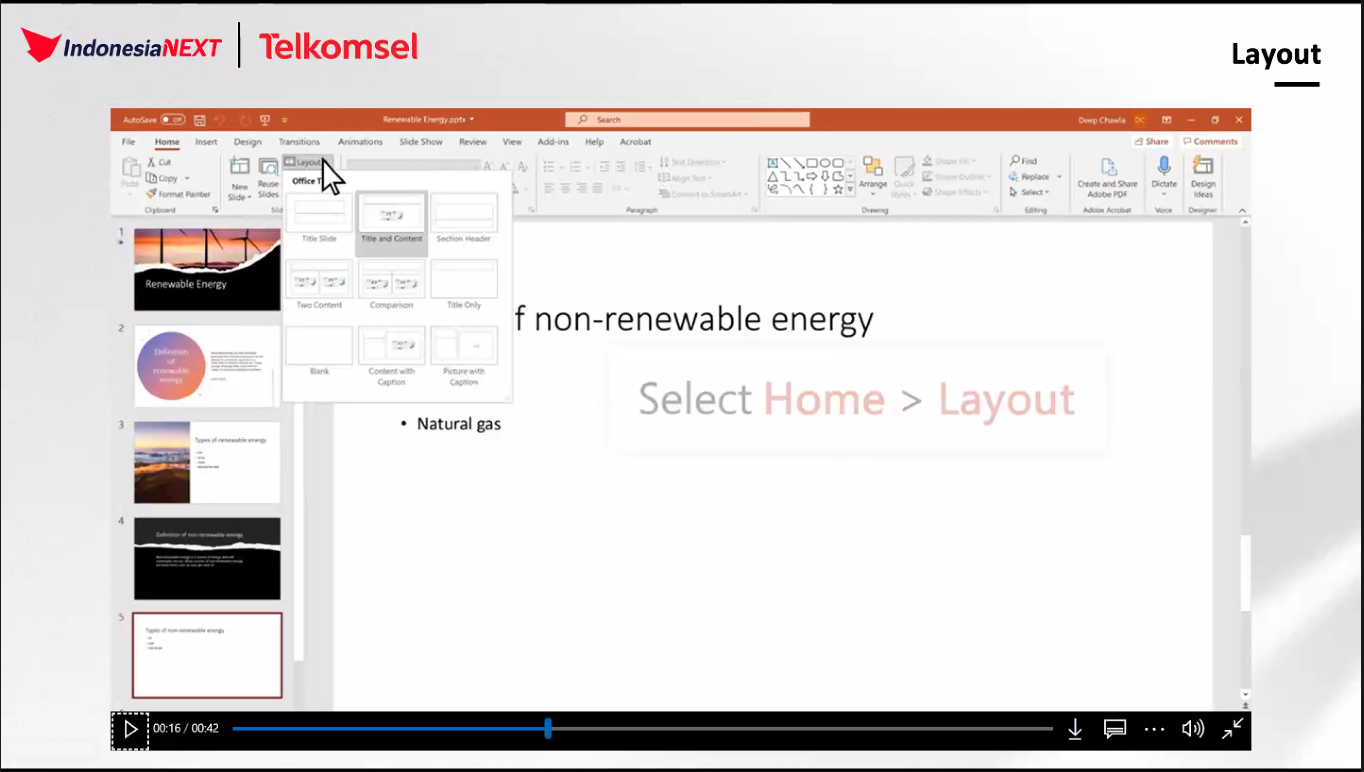 IndonesiaNEXT | Telkomsel
Layout
AutoSave Off Renewable Energy.pptx Search Deep Chawla DC
File Home Insert Design Transitions Animations Slide Show Review View Add-ins Help Acrobat Share Comments
Paste Cut Copy Format Painter Clipboard
New Slide Reuse Slides Layout
Text Direction Align Text Convert to SmartArt Paragraph
Arrange Quick Styles Shape Fill Shape Outline Shape Effects Drawing
Find Replace Select Editing
Create and Share Adobe PDF Adobe Acrobat
Dictate Voice
Design Ideas Designer
Office T
Title Slide Title and Content Section Header
Two Content Comparison Title Only
Blank Content with Caption Picture with Caption
1
Renewable Energy
2
Definition
of
renewable
energy
3
Types of renewable energy
4
Definition of non-renewable energy
5
Types of non-renewable energy
f non-renewable energy
Select Home > Layout
• Natural gas
00:16 / 00:42